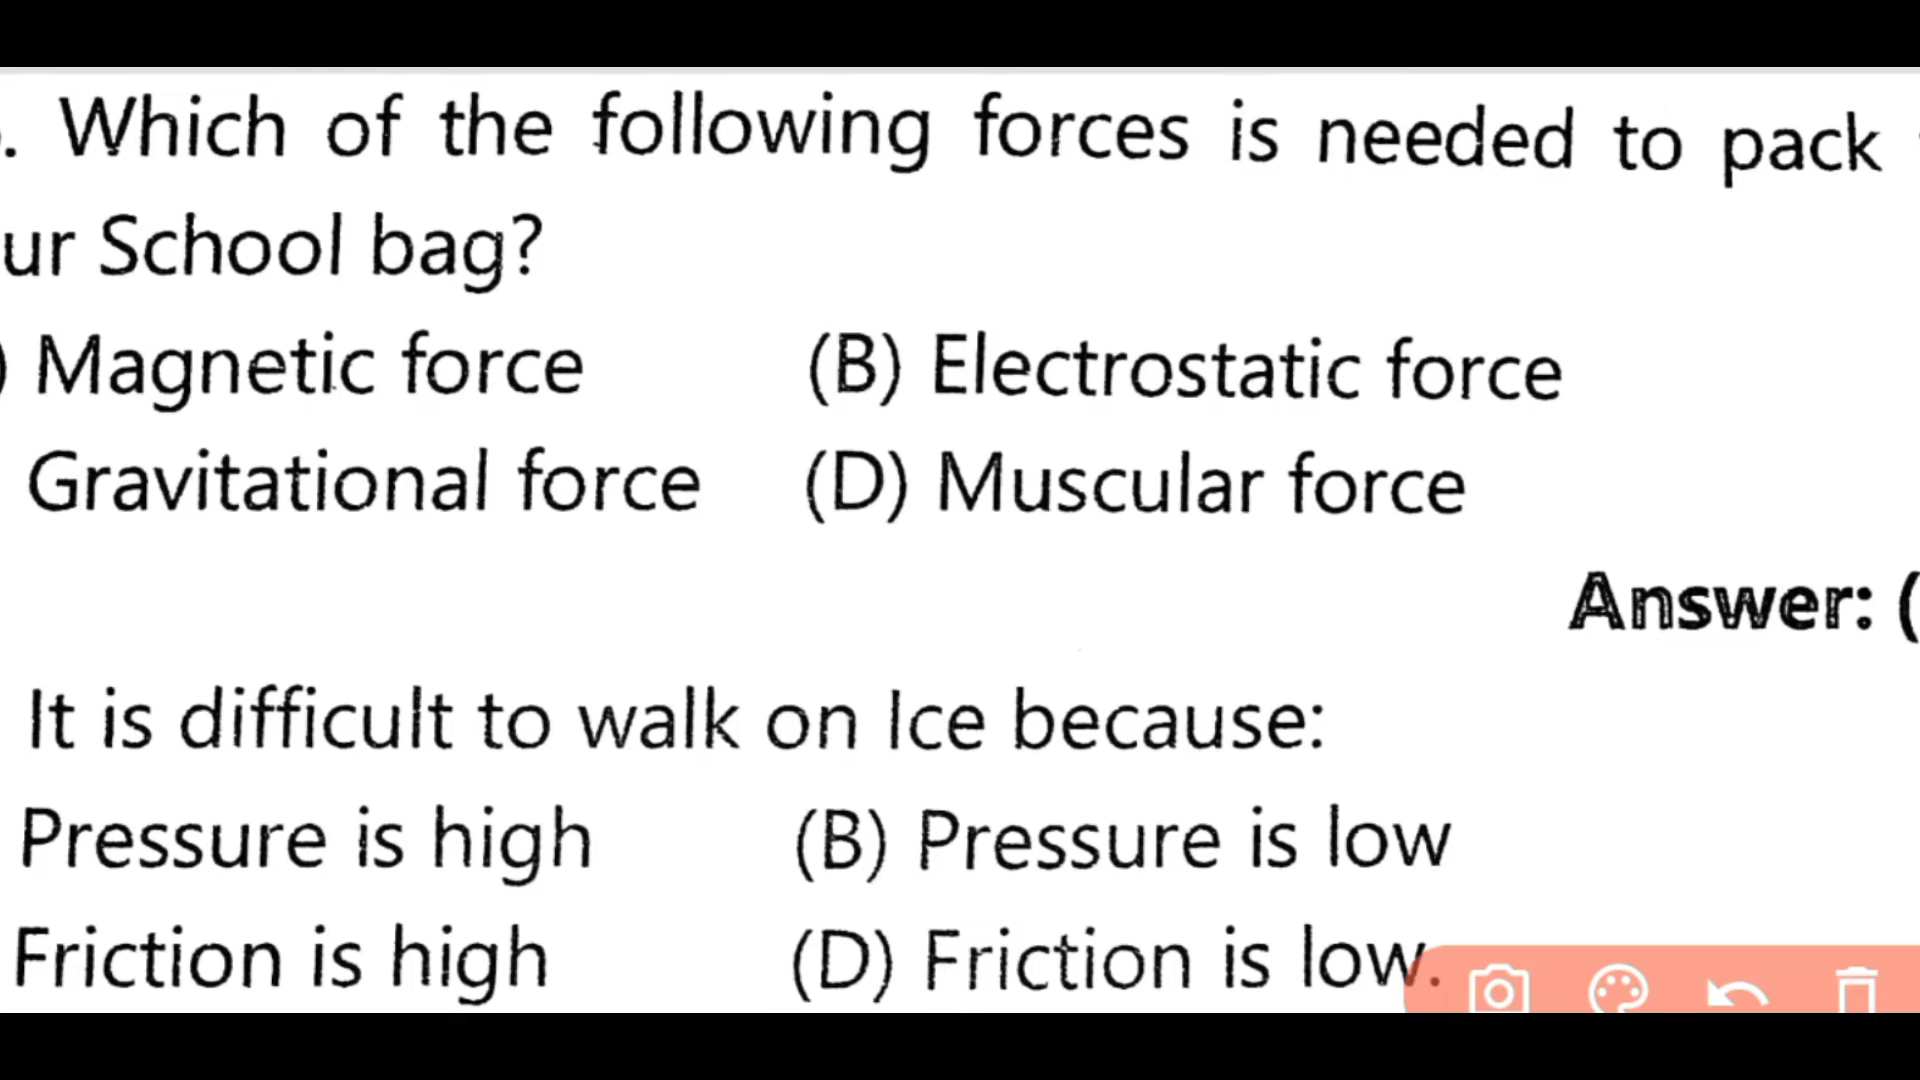 . Which of the following forces is needed to pack
ur School bag?
) Magnetic force (B) Electrostatic force
Gravitational force (D) Muscular force
Answer: (
It is difficult to walk on Ice because:
Pressure is high (B) Pressure is low
Friction is high (D) Friction is low.